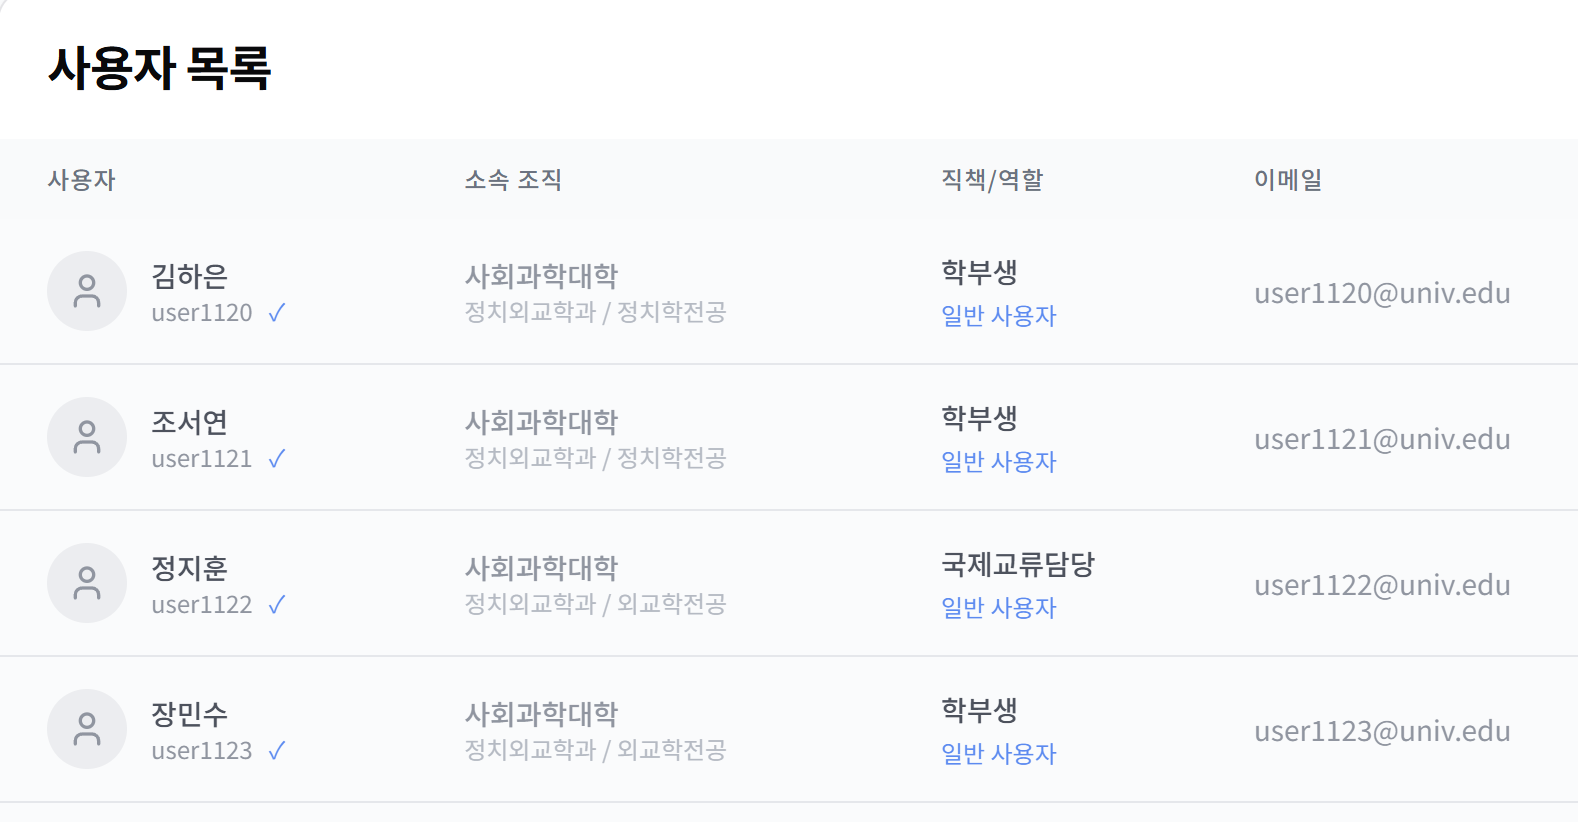 사용자 목록
사용자 소속 조직 직책/역할 이메일
김하은 사회과학대학 학부생
user1120 ✓ 정치외교학과 / 정치학전공 일반 사용자 user1120@univ.edu
조서연 사회과학대학 학부생
user1121 ✓ 정치외교학과 / 정치학전공 일반 사용자 user1121@univ.edu
정지훈 사회과학대학 국제교류담당
user1122 ✓ 정치외교학과 / 외교학전공 일반 사용자 user1122@univ.edu
장민수 사회과학대학 학부생
user1123 ✓ 정치외교학과 / 외교학전공 일반 사용자 user1123@univ.edu